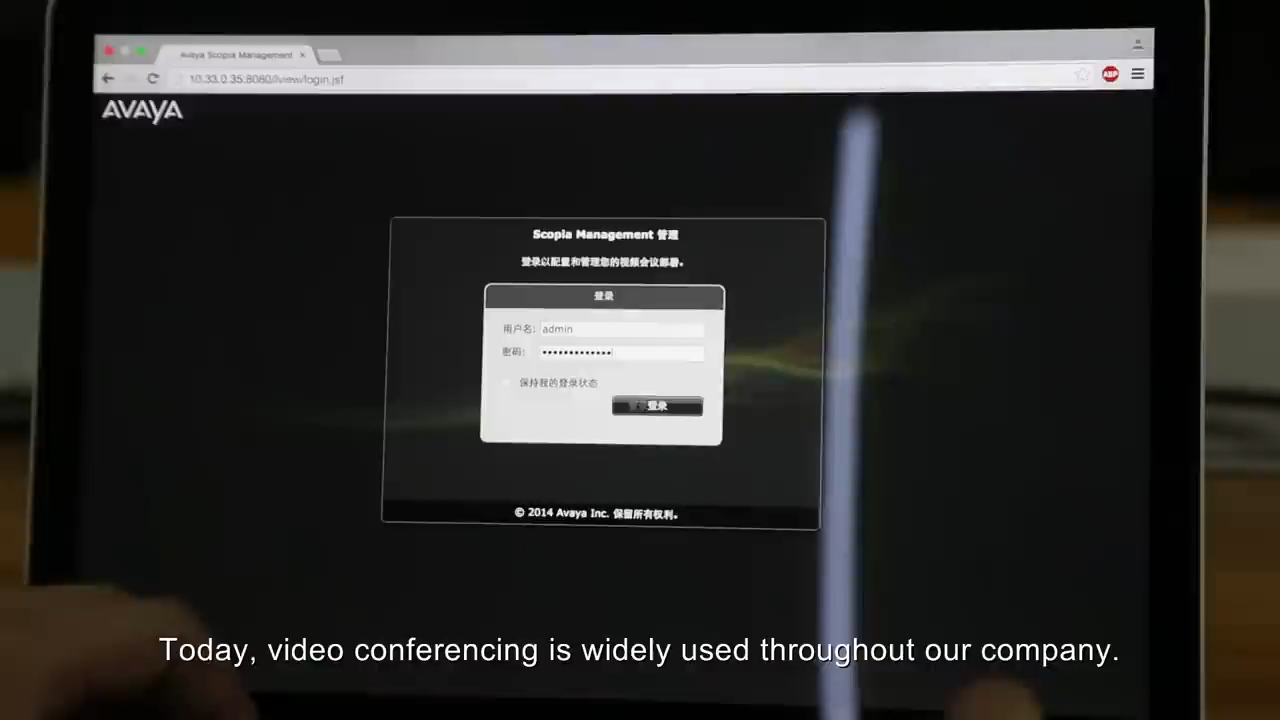 Avaya Scopia Management
10.33.0.35:8080/iview/login.jsf
ABP
AVAYA
Scopia Management 管理
登录以配置和管理您的视频会议部署。
登录
用户名: admin
密码: •••••••••••••
保持我的登录状态
登录
© 2014 Avaya Inc. 保留所有权利。
Today, video conferencing is widely used throughout our company.